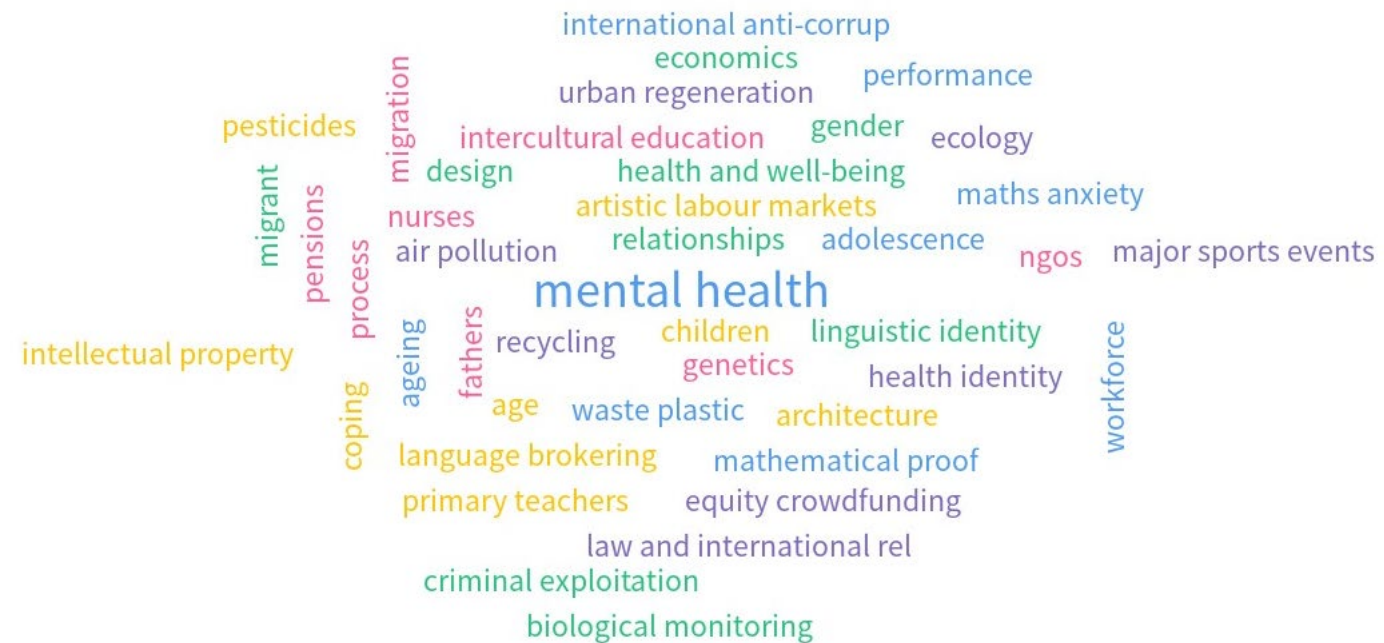 international anti-corrup
economics
performance
urban regeneration
migration
pesticides
intercultural education
gender
ecology
design
health and well-being
migrant
pensions
maths anxiety
nurses
artistic labour markets
process
air pollution
relationships
adolescence
ngos
major sports events
mental health
intellectual property
ageing
fathers
recycling
children
linguistic identity
genetics
health identity
workforce
coping
age
waste plastic
architecture
language brokering
mathematical proof
primary teachers
equity crowdfunding
law and international rel
criminal exploitation
biological monitoring